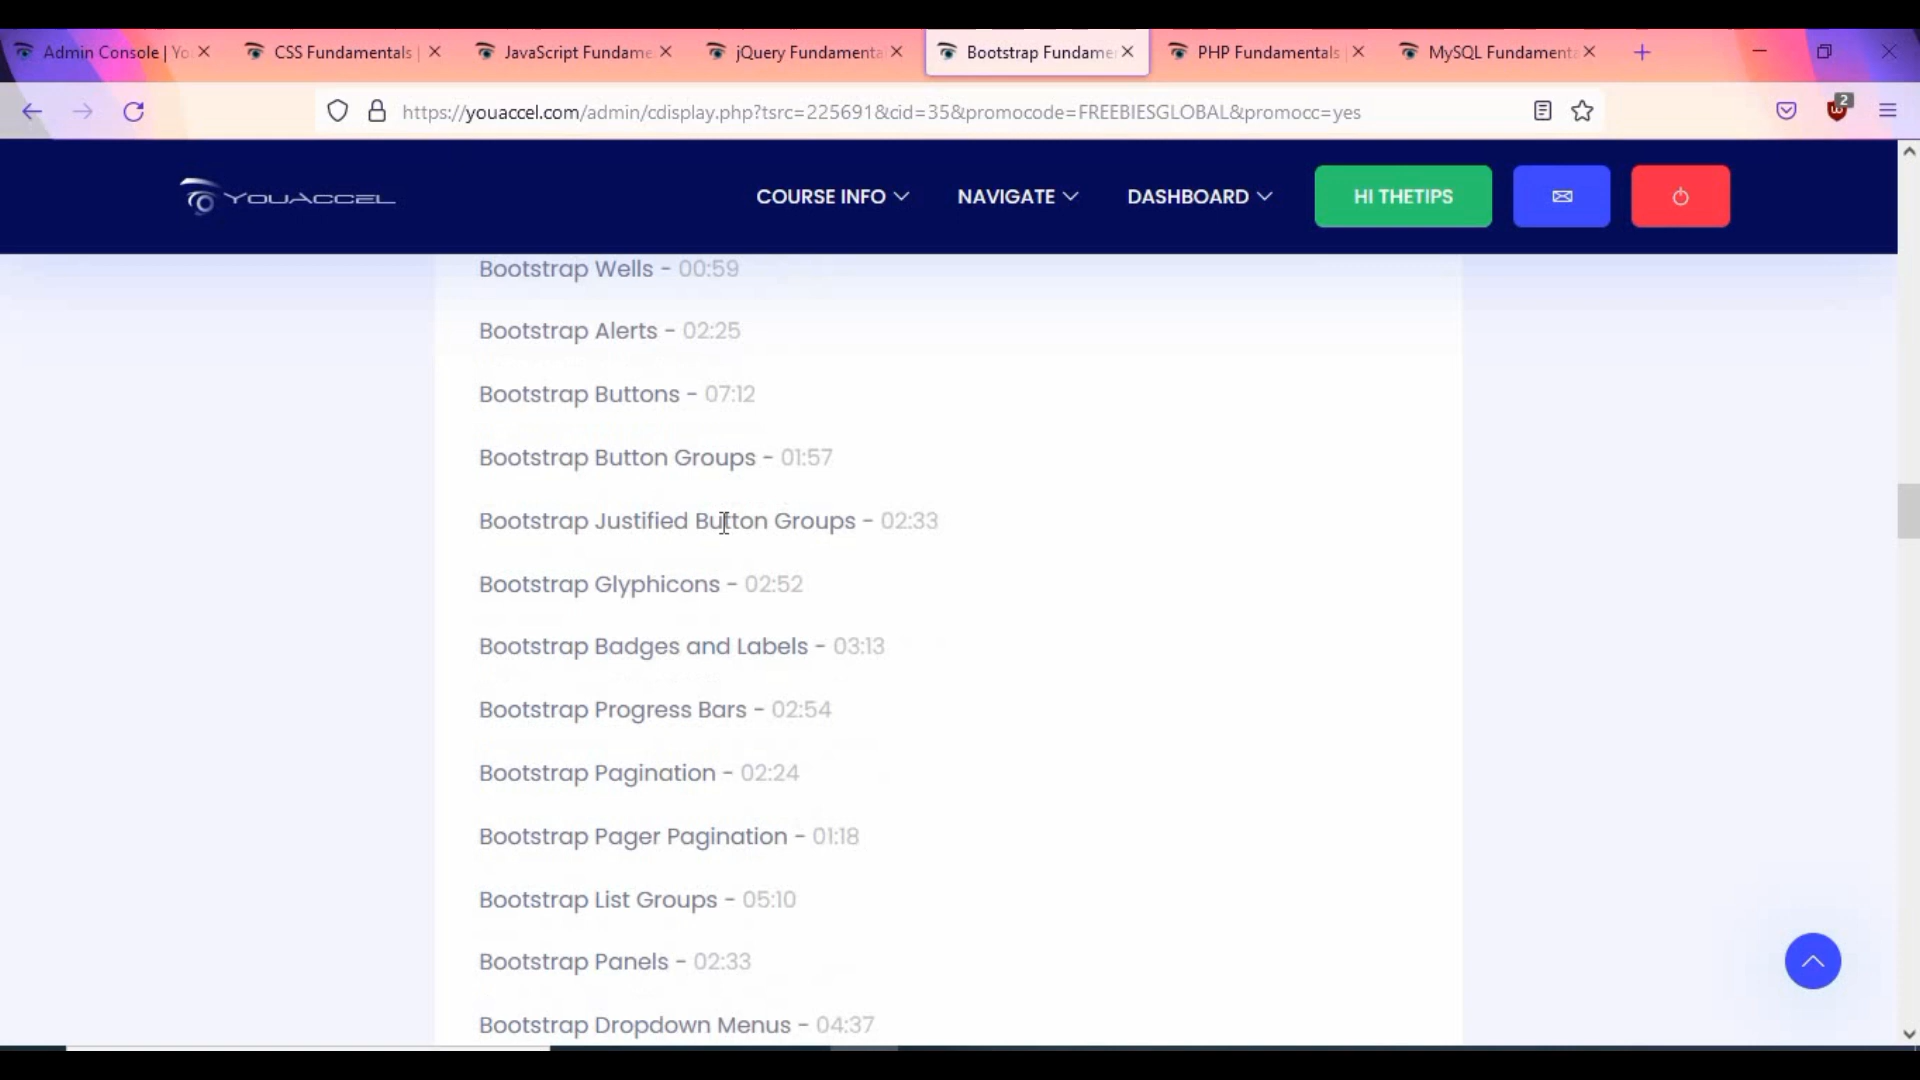 Admin Console | Yo
CSS Fundamentals |
JavaScript Fundame
jQuery Fundamenta
Bootstrap Fundame
PHP Fundamentals |
MySQL Fundament
https://youaccel.com/admin/cdisplay.php?tsrc=225691&cid=35&promocode=FREEBIESGLOBAL&promocc=yes
2
YOUACCEL
COURSE INFO
NAVIGATE
DASHBOARD
HI THETIPS
Bootstrap Wells - 00:59
Bootstrap Alerts - 02:25
Bootstrap Buttons - 07:12
Bootstrap Button Groups - 01:57
Bootstrap Justified Button Groups - 02:33
Bootstrap Glyphicons - 02:52
Bootstrap Badges and Labels - 03:13
Bootstrap Progress Bars - 02:54
Bootstrap Pagination - 02:24
Bootstrap Pager Pagination - 01:18
Bootstrap List Groups - 05:10
Bootstrap Panels - 02:33
Bootstrap Dropdown Menus - 04:37